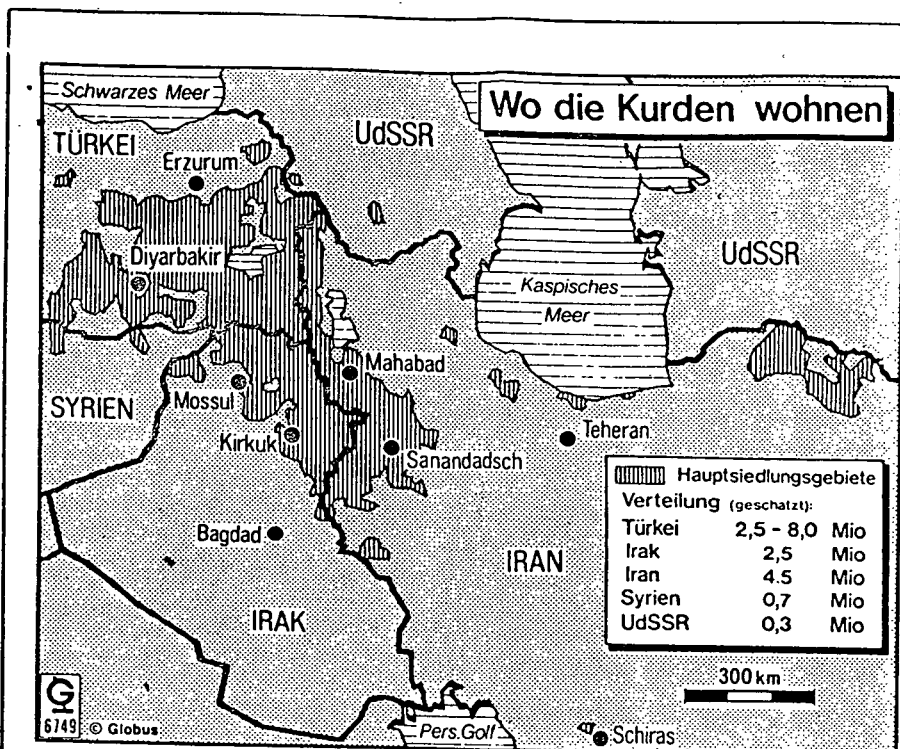 Wo die Kurden wohnen
Schwarzes Meer
TÜRKEI
Erzurum
UdSSR
UdSSR
Diyarbakir
Kaspisches
Meer
Mahabad
SYRIEN
Mossul
Kirkuk
Sanandadsch
Teheran
Bagdad
IRAN
IRAK
Hauptsiedlungsgebiete
Verteilung (geschatzt):
Türkei 2,5 - 8,0 Mio
Irak 2,5 Mio
Iran 4.5 Mio
Syrien 0,7 Mio
UdSSR 0,3 Mio
300 km
G
6749 © Globus
Pers.Golf
Schiras